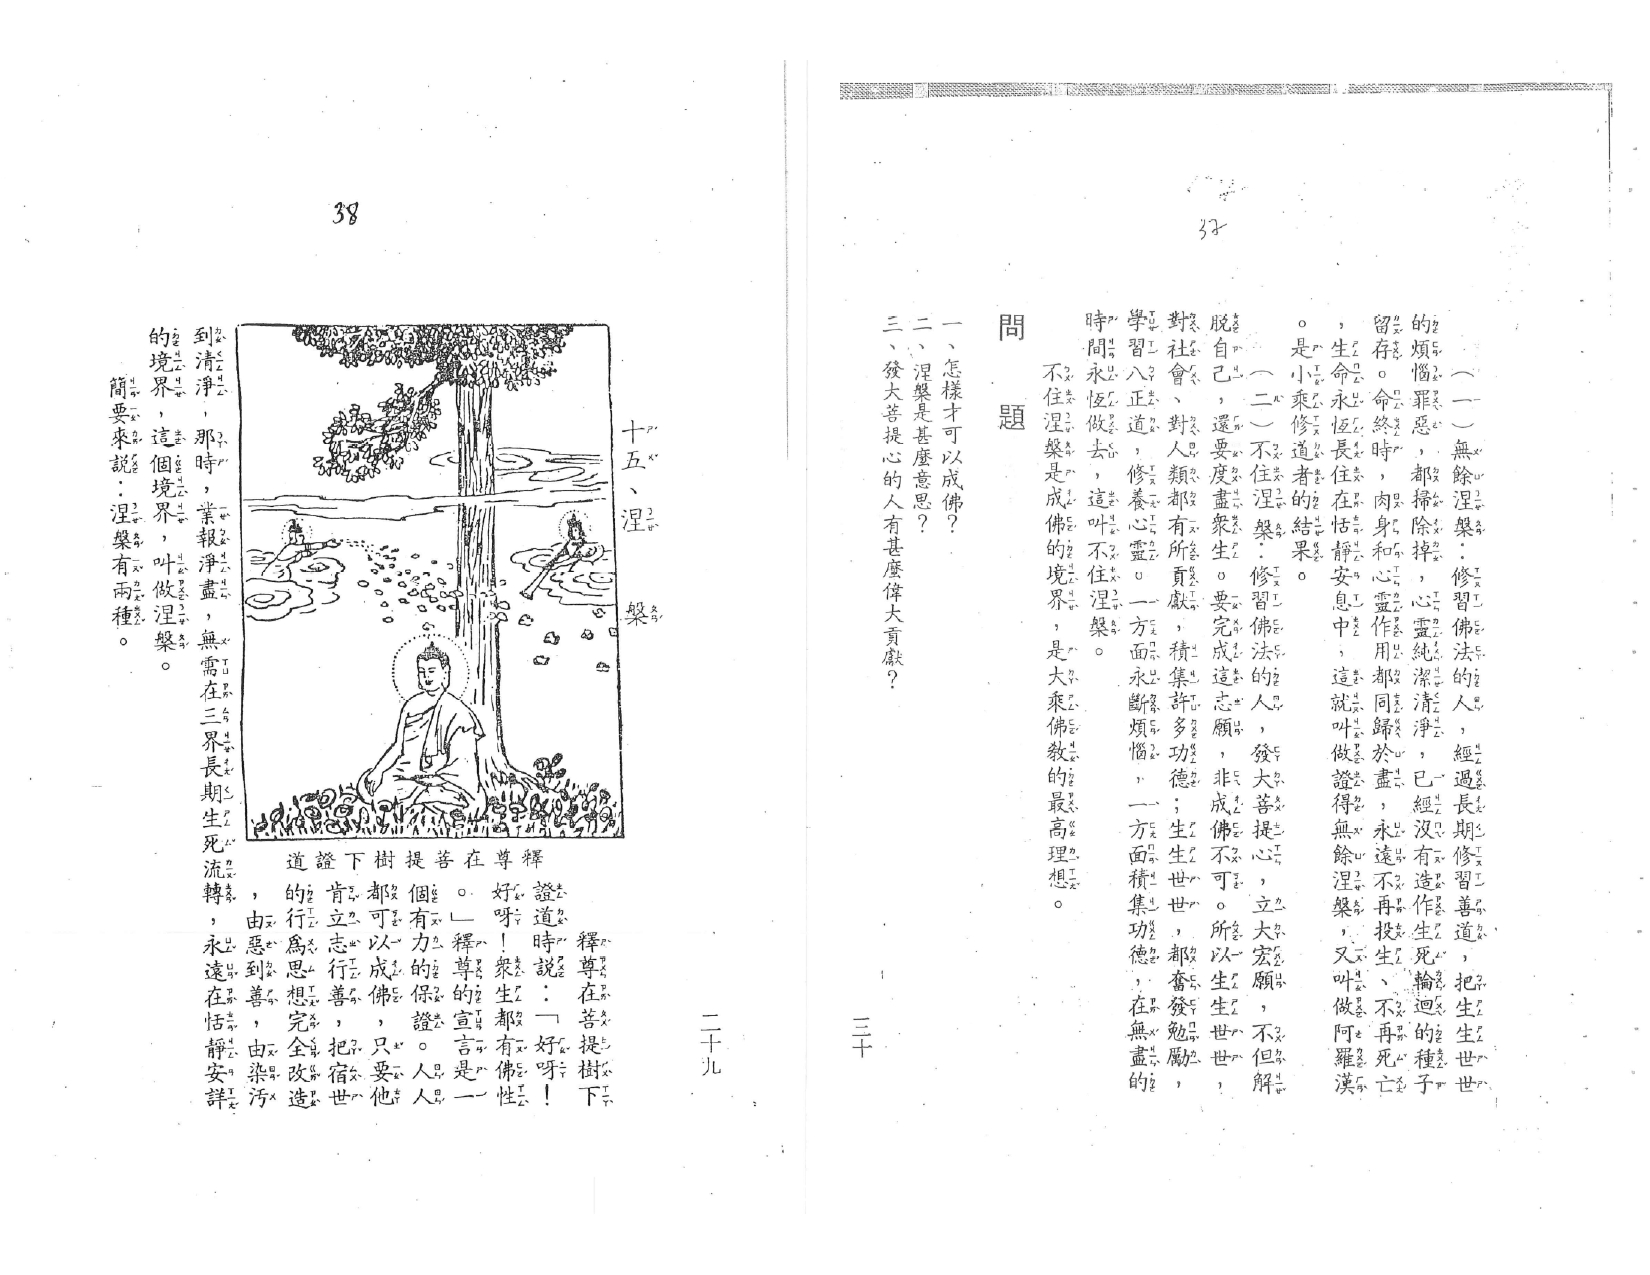 38
十五、涅槃
釋尊在菩提樹下證道
釋尊在菩提樹下
證道時說：「好呀！
好呀！眾生都有佛性
。」釋尊的宣言是一
個有力的保證。人人
都可以成佛，只要他
肯立志行善，把宿世
的行為思想完全改造
，由惡到善，由染污
到清淨，那時，業報淨盡，無需在三界長期生死流轉，永遠在恬靜安詳
的境界，這個境界，叫做涅槃。
簡要來說：涅槃有兩種。
二十九
37
（一）無餘涅槃：修習佛法的人，經過長期修習善道，把生生世世
的煩惱罪惡，都掃除掉，心靈純潔清淨，已經沒有造作生死輪迴的種子
留存。命終時，肉身和心靈作用都同歸於盡，永遠不再投生、不再死亡
，生命永恆長住在恬靜安息中，這就叫做證得無餘涅槃，又叫做阿羅漢
。是小乘修道者的結果。
（二）不住涅槃：修習佛法的人，發大菩提心，立大宏願，不但解
脫自己，還要度盡衆生。要完成這志願，非成佛不可。所以生生世世，
對社會、對人類都有所貢獻，積集許多功德；生生世世，都奮發勉勵，
學習八正道，修養心靈。一方面永斷煩惱，一方面積集功德，在無盡的
時間永恆做去，這叫不住涅槃。
不住涅槃是成佛的境界，是大乘佛教的最高理想。
問題
一、怎樣才可以成佛？
二、涅槃是甚麼意思？
三、發大菩提心的人有甚麼偉大貢獻？
三十